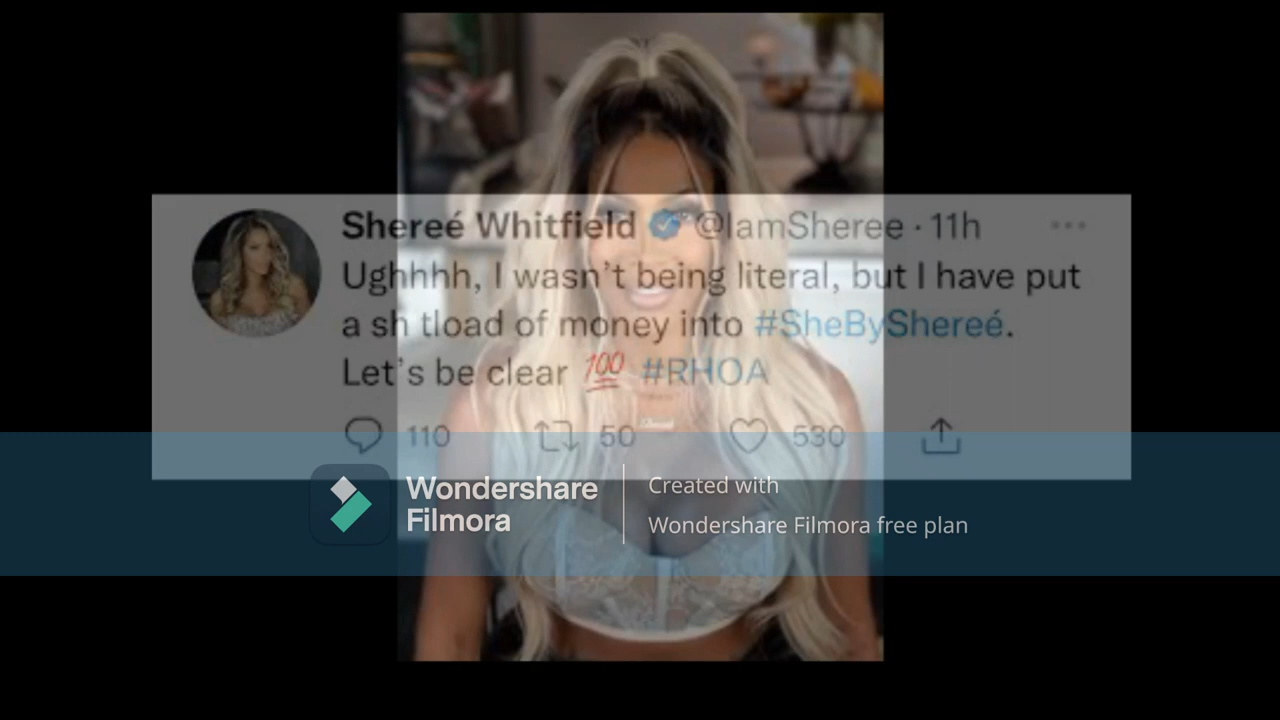 Shereé Whitfield @IamSheree · 11h
Ughhhh, I wasn't being literal, but I have put
a sh tload of money into #SheByShereé.
Let's be clear 💯 #RHOA
110 50 530
Wondershare
Filmora
Created with
Wondershare Filmora free plan